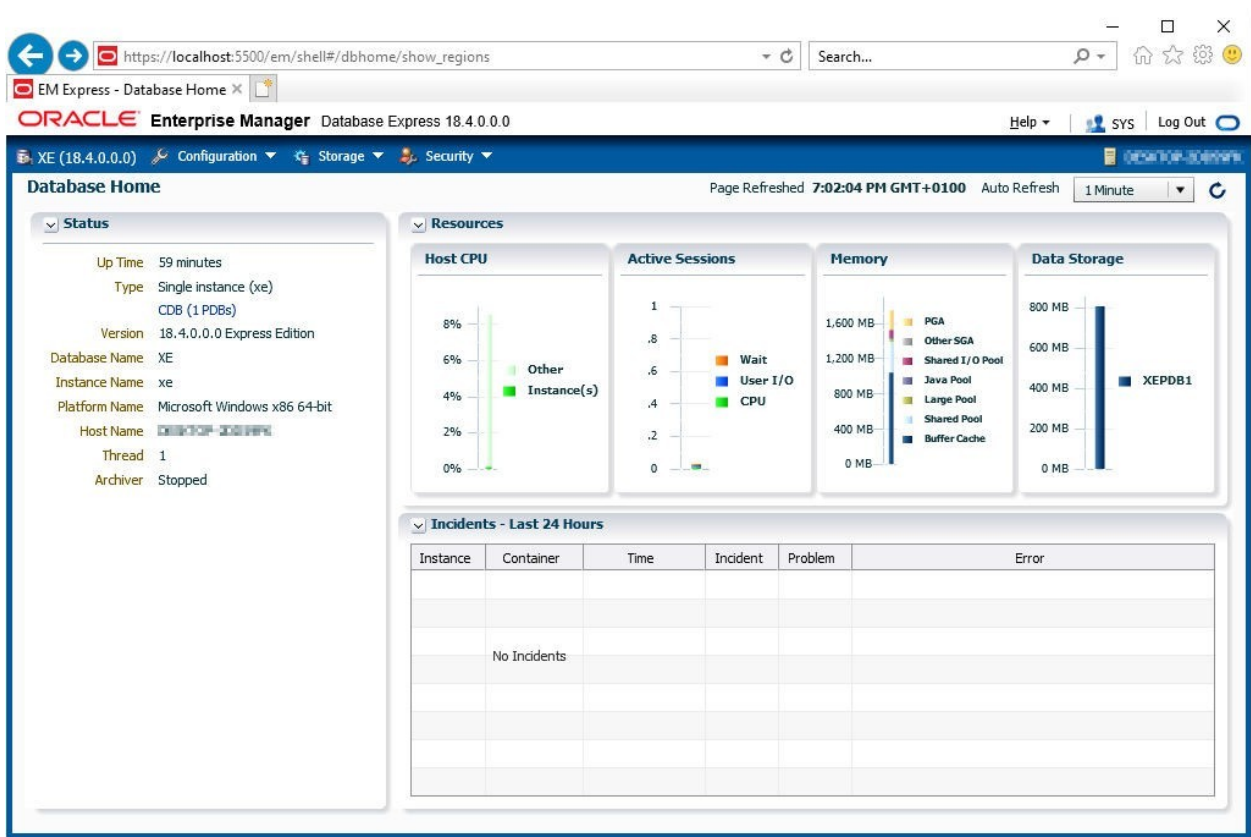 https://localhost:5500/em/shell#/dbhome/show_regions
Search...
EM Express - Database Home
ORACLE Enterprise Manager Database Express 18.4.0.0.0
Help
SYS
Log Out
XE (18.4.0.0.0) Configuration Storage Security
Database Home
Page Refreshed 7:02:04 PM GMT+0100 Auto Refresh 1 Minute
Status
Up Time 59 minutes
Type Single instance (xe)
CDB (1 PDBs)
Version 18.4.0.0.0 Express Edition
Database Name XE
Instance Name xe
Platform Name Microsoft Windows x86 64-bit
Host Name
Thread 1
Archiver Stopped
Resources
Host CPU
8%
6%
4%
2%
0%
Other
Instance(s)
Active Sessions
1
.8
.6
.4
.2
0
Wait
User I/O
CPU
Memory
1,600 MB
1,200 MB
800 MB
400 MB
0 MB
PGA
Other SGA
Shared I/O Pool
Java Pool
Large Pool
Shared Pool
Buffer Cache
Data Storage
800 MB
600 MB
400 MB
200 MB
0 MB
XEPDB1
Incidents - Last 24 Hours
Instance Container Time Incident Problem Error
No Incidents